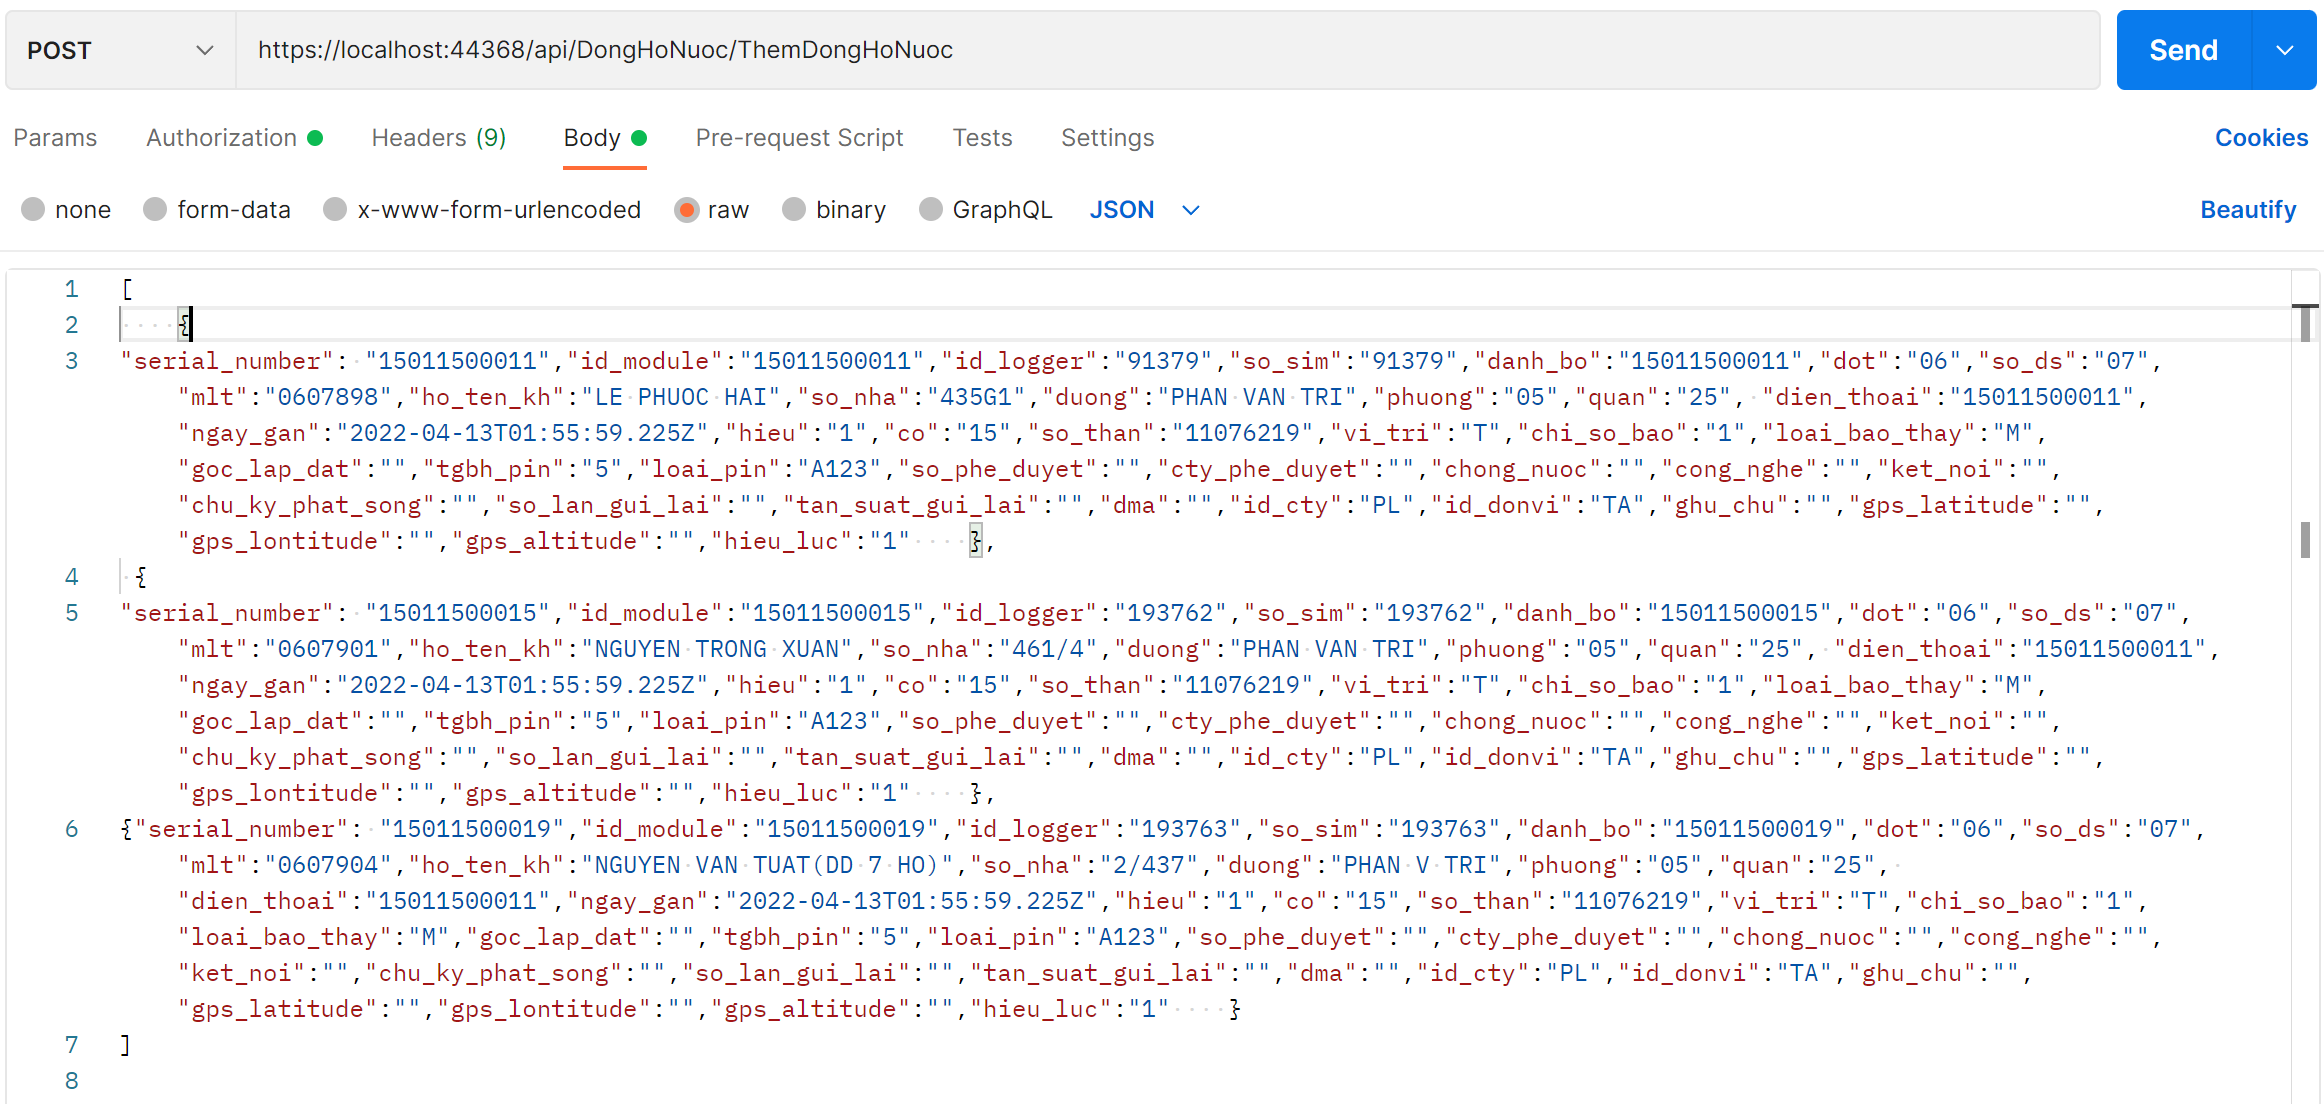 POST https://localhost:44368/api/DongHoNuoc/ThemDongHoNuoc Send
Params Authorization Headers (9) Body Pre-request Script Tests Settings Cookies
none form-data x-www-form-urlencoded raw binary GraphQL JSON Beautify
1 [
2 {
3 "serial_number": "15011500011","id_module":"15011500011","id_logger":"91379","so_sim":"91379","danh_bo":"15011500011","dot":"06","so_ds":"07",
"mlt":"0607898","ho_ten_kh":"LE PHUOC HAI","so_nha":"435G1","duong":"PHAN VAN TRI","phuong":"05","quan":"25", "dien_thoai":"15011500011",
"ngay_gan":"2022-04-13T01:55:59.225Z","hieu":"1","co":"15","so_than":"11076219","vi_tri":"T","chi_so_bao":"1","loai_bao_thay":"M",
"goc_lap_dat":"","tgbh_pin":"5","loai_pin":"A123","so_phe_duyet":"","cty_phe_duyet":"","chong_nuoc":"","cong_nghe":"","ket_noi":"",
"chu_ky_phat_song":"","so_lan_gui_lai":"","tan_suat_gui_lai":"","dma":"","id_cty":"PL","id_donvi":"TA","ghu_chu":"","gps_latitude":"",
"gps_lontitude":"","gps_altitude":"","hieu_luc":"1" },
4 {
5 "serial_number": "15011500015","id_module":"15011500015","id_logger":"193762","so_sim":"193762","danh_bo":"15011500015","dot":"06","so_ds":"07",
"mlt":"0607901","ho_ten_kh":"NGUYEN TRONG XUAN","so_nha":"461/4","duong":"PHAN VAN TRI","phuong":"05","quan":"25", "dien_thoai":"15011500011",
"ngay_gan":"2022-04-13T01:55:59.225Z","hieu":"1","co":"15","so_than":"11076219","vi_tri":"T","chi_so_bao":"1","loai_bao_thay":"M",
"goc_lap_dat":"","tgbh_pin":"5","loai_pin":"A123","so_phe_duyet":"","cty_phe_duyet":"","chong_nuoc":"","cong_nghe":"","ket_noi":"",
"chu_ky_phat_song":"","so_lan_gui_lai":"","tan_suat_gui_lai":"","dma":"","id_cty":"PL","id_donvi":"TA","ghu_chu":"","gps_latitude":"",
"gps_lontitude":"","gps_altitude":"","hieu_luc":"1" },
6 {"serial_number": "15011500019","id_module":"15011500019","id_logger":"193763","so_sim":"193763","danh_bo":"15011500019","dot":"06","so_ds":"07",
"mlt":"0607904","ho_ten_kh":"NGUYEN VAN TUAT(DD 7 HO)","so_nha":"2/437","duong":"PHAN V TRI","phuong":"05","quan":"25",
"dien_thoai":"15011500011","ngay_gan":"2022-04-13T01:55:59.225Z","hieu":"1","co":"15","so_than":"11076219","vi_tri":"T","chi_so_bao":"1",
"loai_bao_thay":"M","goc_lap_dat":"","tgbh_pin":"5","loai_pin":"A123","so_phe_duyet":"","cty_phe_duyet":"","chong_nuoc":"","cong_nghe":"",
"ket_noi":"","chu_ky_phat_song":"","so_lan_gui_lai":"","tan_suat_gui_lai":"","dma":"","id_cty":"PL","id_donvi":"TA","ghu_chu":"",
"gps_latitude":"","gps_lontitude":"","gps_altitude":"","hieu_luc":"1" }
7 ]
8